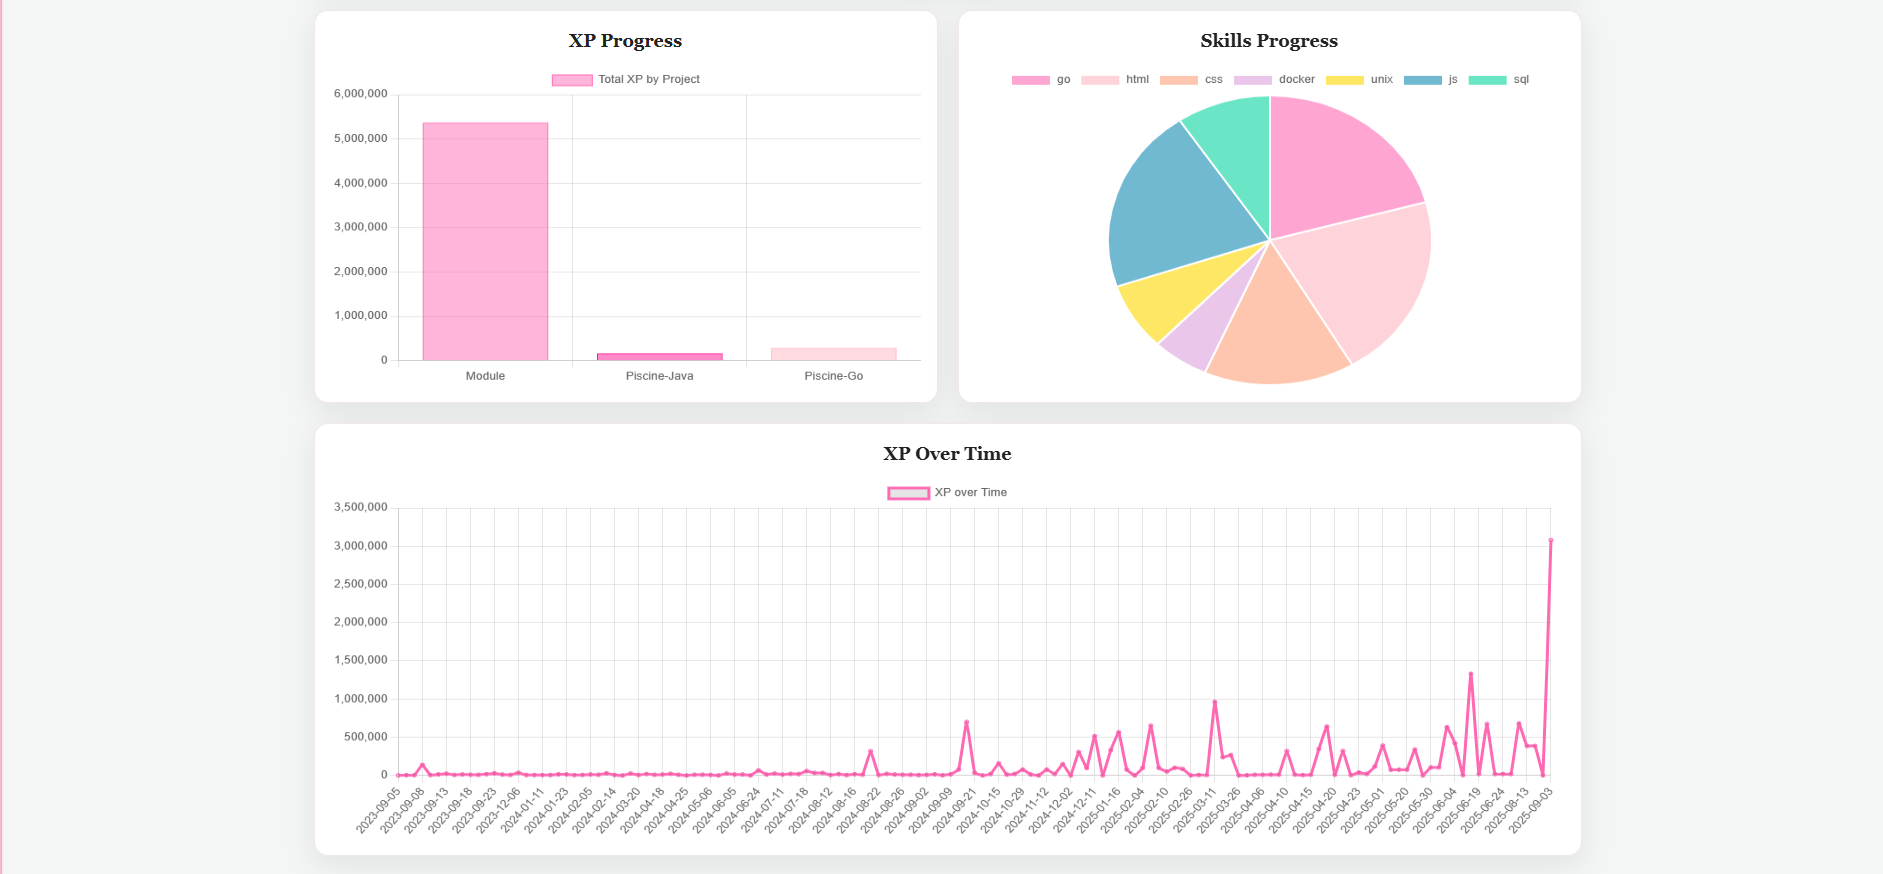 XP Progress
Total XP by Project
6,000,000
5,000,000
4,000,000
3,000,000
2,000,000
1,000,000
0
Module Piscine-Java Piscine-Go
Skills Progress
go html css docker unix js sql
XP Over Time
XP over Time
3,500,000
3,000,000
2,500,000
2,000,000
1,500,000
1,000,000
500,000
0
2023-09-05 2023-09-08 2023-09-13 2023-09-18 2023-09-23 2023-12-06 2024-01-11 2024-01-23 2024-02-05 2024-02-14 2024-03-20 2024-04-18 2024-04-25 2024-05-06 2024-06-05 2024-06-24 2024-07-11 2024-07-18 2024-08-12 2024-08-16 2024-08-22 2024-08-26 2024-09-02 2024-09-09 2024-09-21 2024-10-15 2024-10-29 2024-11-12 2024-12-02 2024-12-11 2025-01-16 2025-02-04 2025-02-10 2025-02-26 2025-03-11 2025-03-26 2025-04-06 2025-04-10 2025-04-15 2025-04-20 2025-04-23 2025-05-01 2025-05-20 2025-05-30 2025-06-04 2025-06-19 2025-06-24 2025-08-13 2025-09-03